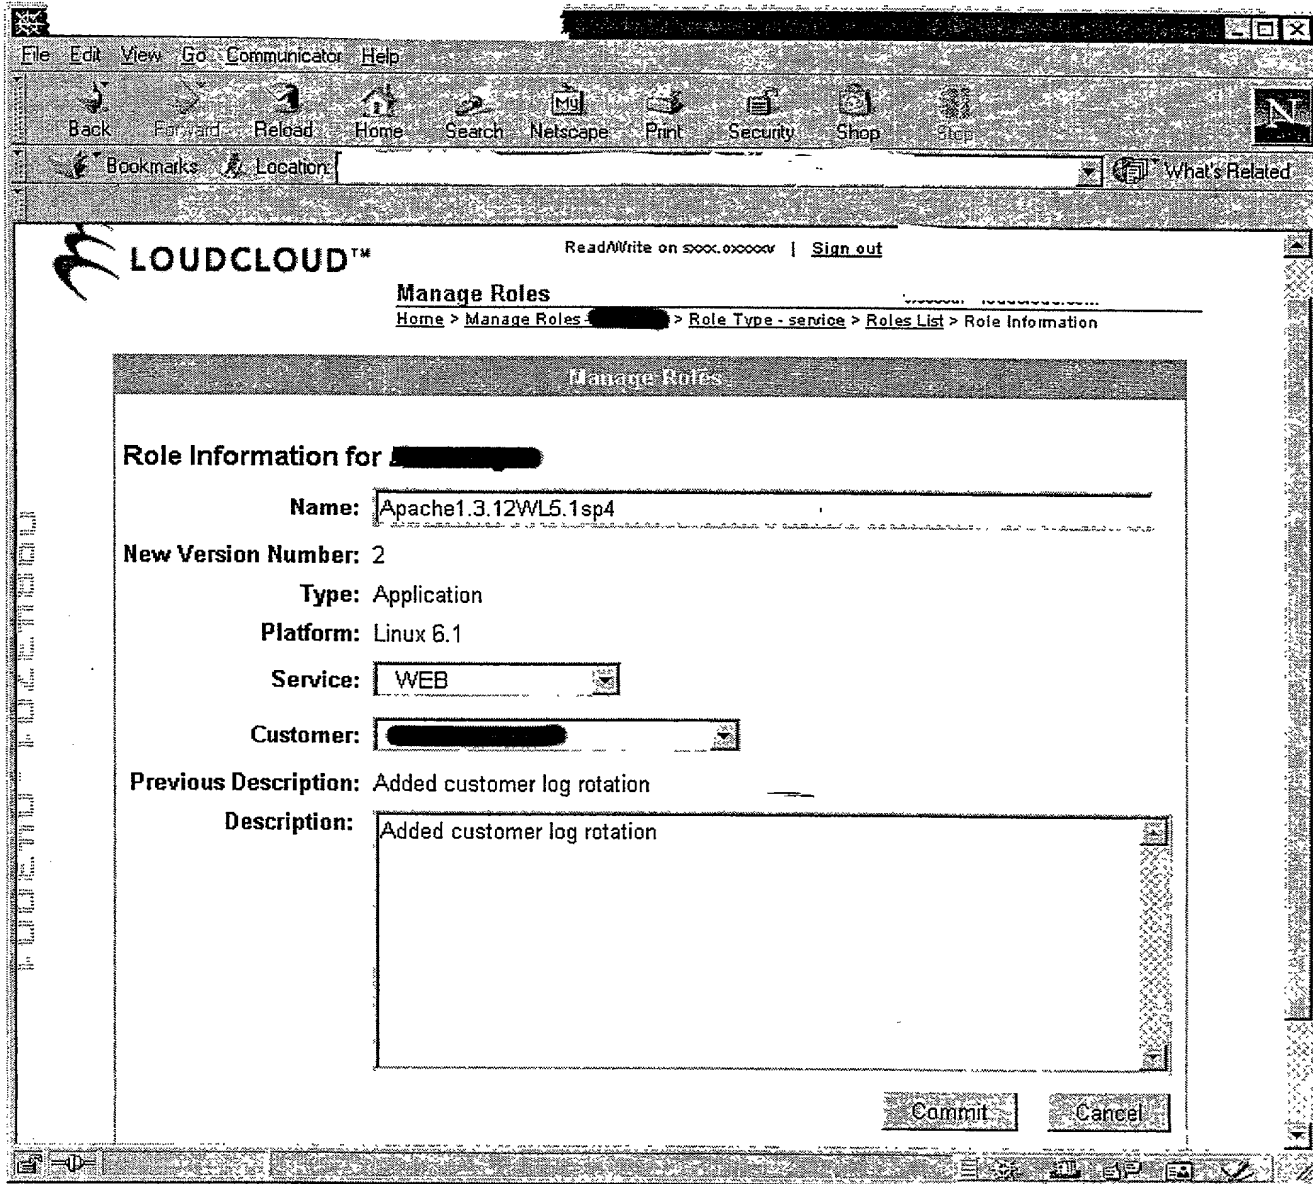 File Edit View Go Communicator Help
Back Forward Reload Home Search Netscape Print Security Shop Stop
My
N
Bookmarks Location: What's Related
LOUDCLOUD™
Read/Write on | Sign out
Manage Roles
Home > Manage Roles - > Role Type - service > Roles List > Role Information
Manage Roles
Role Information for
Name: Apache1.3.12WL5.1sp4
New Version Number: 2
Type: Application
Platform: Linux 6.1
Service: WEB
Customer:
Previous Description: Added customer log rotation
Description: Added customer log rotation
Commit Cancel